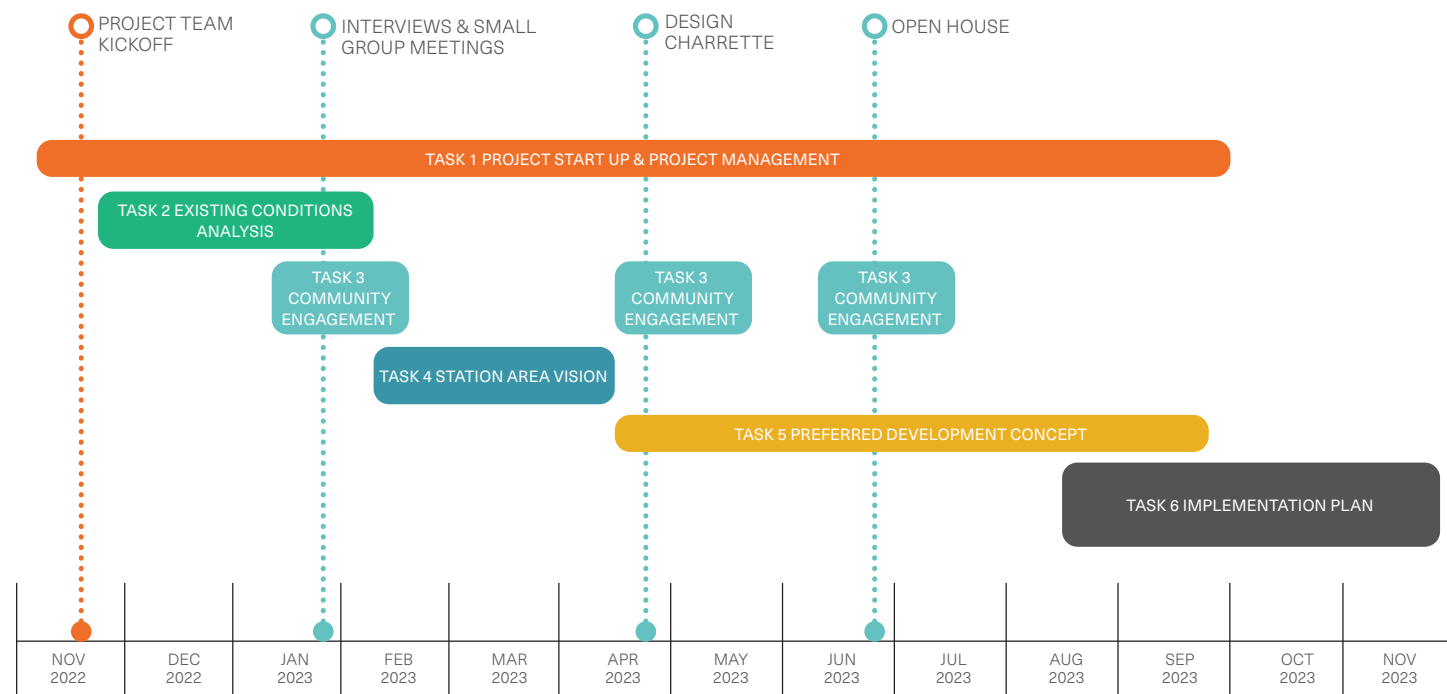 PROJECT TEAM
KICKOFF
INTERVIEWS & SMALL
GROUP MEETINGS
DESIGN
CHARRETTE
OPEN HOUSE
TASK 1 PROJECT START UP & PROJECT MANAGEMENT
TASK 2 EXISTING CONDITIONS
ANALYSIS
TASK 3
COMMUNITY
ENGAGEMENT
TASK 3
COMMUNITY
ENGAGEMENT
TASK 3
COMMUNITY
ENGAGEMENT
TASK 4 STATION AREA VISION
TASK 5 PREFERRED DEVELOPMENT CONCEPT
TASK 6 IMPLEMENTATION PLAN
NOV
2022
DEC
2022
JAN
2023
FEB
2023
MAR
2023
APR
2023
MAY
2023
JUN
2023
JUL
2023
AUG
2023
SEP
2023
OCT
2023
NOV
2023